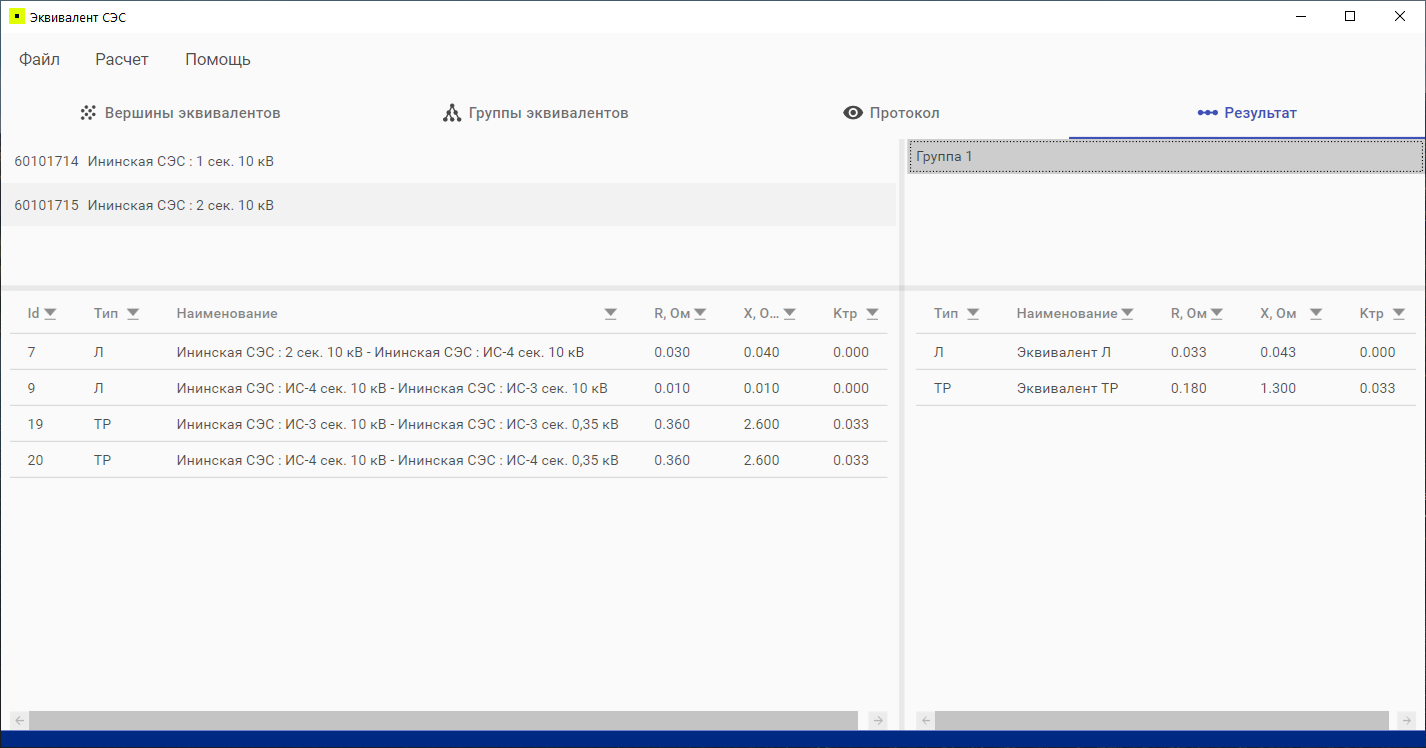 Эквивалент СЭС
Файл Расчет Помощь
Вершины эквивалентов Группы эквивалентов Протокол Результат
60101714 Ининская СЭС : 1 сек. 10 кВ
60101715 Ининская СЭС : 2 сек. 10 кВ
Группа 1
Id Тип Наименование R, Ом X, О... Ктр
7 Л Ининская СЭС : 2 сек. 10 кВ - Ининская СЭС : ИС-4 сек. 10 кВ 0.030 0.040 0.000
9 Л Ининская СЭС : ИС-4 сек. 10 кВ - Ининская СЭС : ИС-3 сек. 10 кВ 0.010 0.010 0.000
19 ТР Ининская СЭС : ИС-3 сек. 10 кВ - Ининская СЭС : ИС-3 сек. 0,35 кВ 0.360 2.600 0.033
20 ТР Ининская СЭС : ИС-4 сек. 10 кВ - Ининская СЭС : ИС-4 сек. 0,35 кВ 0.360 2.600 0.033
Тип Наименование R, Ом X, Ом Ктр
Л Эквивалент Л 0.033 0.043 0.000
ТР Эквивалент ТР 0.180 1.300 0.033